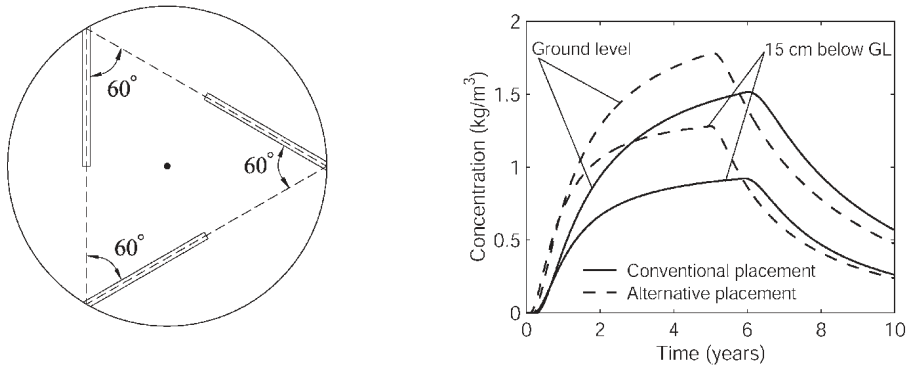 60°
60°
60°
2
1.5
1
0.5
0
0
2
4
6
8
10
Concentration (kg/m³)
Time (years)
Ground level
15 cm below GL
Conventional placement
Alternative placement